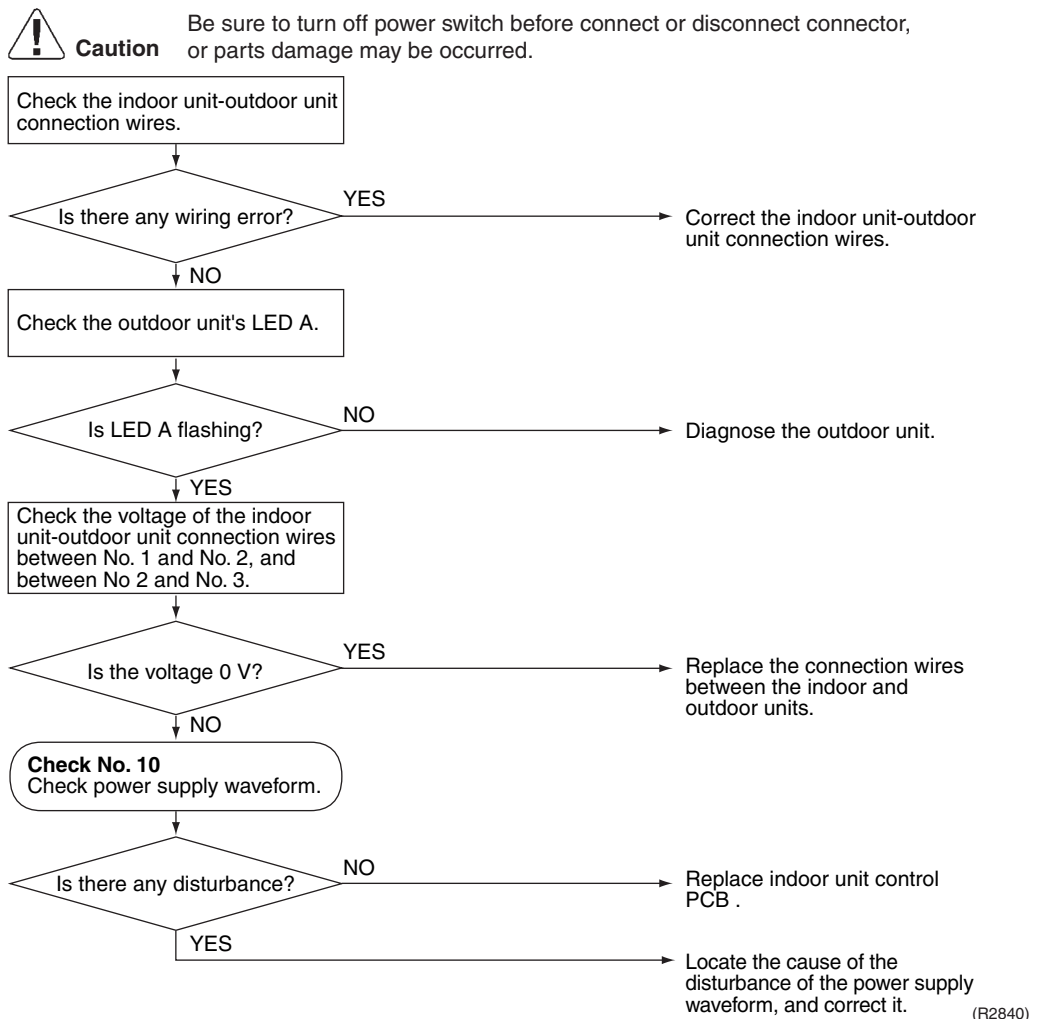 Caution
Be sure to turn off power switch before connect or disconnect connector,
or parts damage may be occurred.
Check the indoor unit-outdoor unit
connection wires.
Is there any wiring error?
YES
Correct the indoor unit-outdoor
unit connection wires.
NO
Check the outdoor unit's LED A.
Is LED A flashing?
NO
Diagnose the outdoor unit.
YES
Check the voltage of the indoor
unit-outdoor unit connection wires
between No. 1 and No. 2, and
between No 2 and No. 3.
Is the voltage 0 V?
YES
Replace the connection wires
between the indoor and
outdoor units.
NO
Check No. 10
Check power supply waveform.
Is there any disturbance?
NO
Replace indoor unit control
PCB .
YES
Locate the cause of the
disturbance of the power supply
waveform, and correct it.
(R2840)